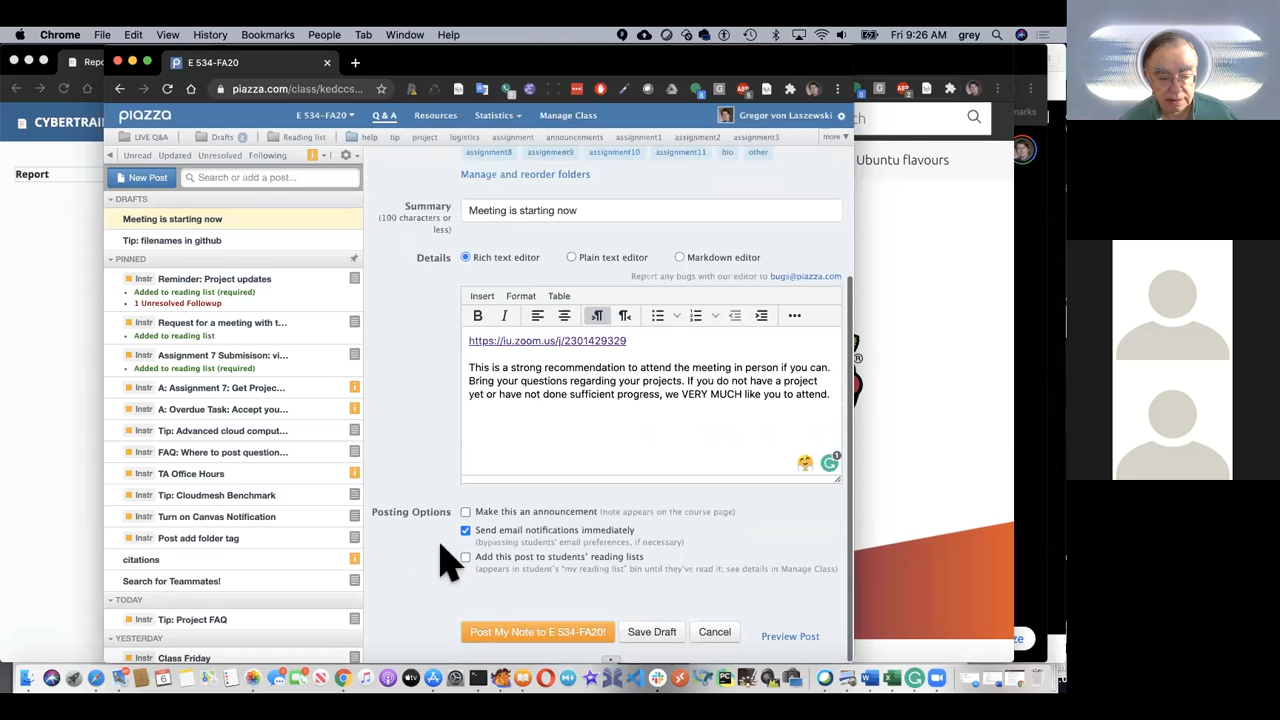 Chrome File Edit View History Bookmarks People Tab Window Help Fri 9:26 AM grey
Repo
E 534-FA20
piazza.com/class/kedccs
marks
CYBERTRAI
piazza E 534-FA20 Q & A Resources Statistics Manage Class Gregor von Laszewski
ch
LIVE Q&A Drafts Reading list help tip project logistics assignment announcements assignment1 assignment2 assignment3 more
Unread Updated Unresolved Following
assignment8 assignment9 assignment10 assignment11 bio other
Ubuntu flavours
Report
New Post Search or add a post...
Manage and reorder folders
DRAFTS
Meeting is starting now
Tip: filenames in github
PINNED
Instr Reminder: Project updates
Added to reading list (required)
1 Unresolved Followup
Instr Request for a meeting with t...
Added to reading list
Instr Assignment 7 Submison: vi...
Added to reading list (required)
Instr A: Assignment 7: Get Projec...
Instr A: Overdue Task: Accept you...
Instr Tip: Advanced cloud comput...
Instr FAQ: Where to post question...
Instr TA Office Hours
Instr Tip: Cloudmesh Benchmark
Instr Turn on Canvas Notification
Instr Post add folder tag
citations
Search for Teammates!
TODAY
Instr Tip: Project FAQ
YESTERDAY
Instr Class Friday
Summary
(100 characters or
less)
Meeting is starting now
Details
Rich text editor Plain text editor Markdown editor
Report any bugs with our editor to bugs@piazza.com
Insert Format Table
B I
https://iu.zoom.us/j/2301429329
This is a strong recommendation to attend the meeting in person if you can.
Bring your questions regarding your projects. If you do not have a project
yet or have not done sufficient progress, we VERY MUCH like you to attend.
1
Posting Options
Make this an announcement (note appears on the course page)
Send email notifications immediately
(bypassing students' email preferences, if necessary)
Add this post to students' reading lists
(appears in student's "my reading list" bin until they've read it; see details in Manage Class)
Post My Note to E 534-FA20! Save Draft Cancel Preview Post
ze